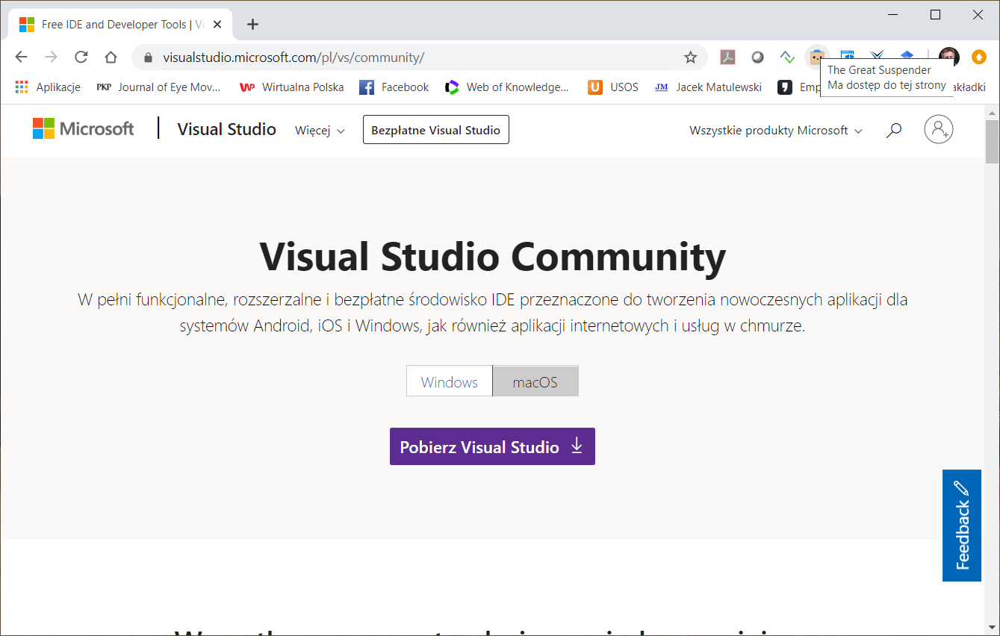 Free IDE and Developer Tools | Vi
visualstudio.microsoft.com/pl/vs/community/
The Great Suspender
Ma dostęp do tej strony
Aplikacje PKP Journal of Eye Mov... Wirtualna Polska Facebook Web of Knowledge... USOS JM Jacek Matulewski Emp akładki
Microsoft Visual Studio Więcej Bezpłatne Visual Studio Wszystkie produkty Microsoft
Visual Studio Community
W pełni funkcjonalne, rozszerzalne i bezpłatne środowisko IDE przeznaczone do tworzenia nowoczesnych aplikacji dla
systemów Android, iOS i Windows, jak również aplikacji internetowych i usług w chmurze.
Windows macOS
Pobierz Visual Studio
Feedback